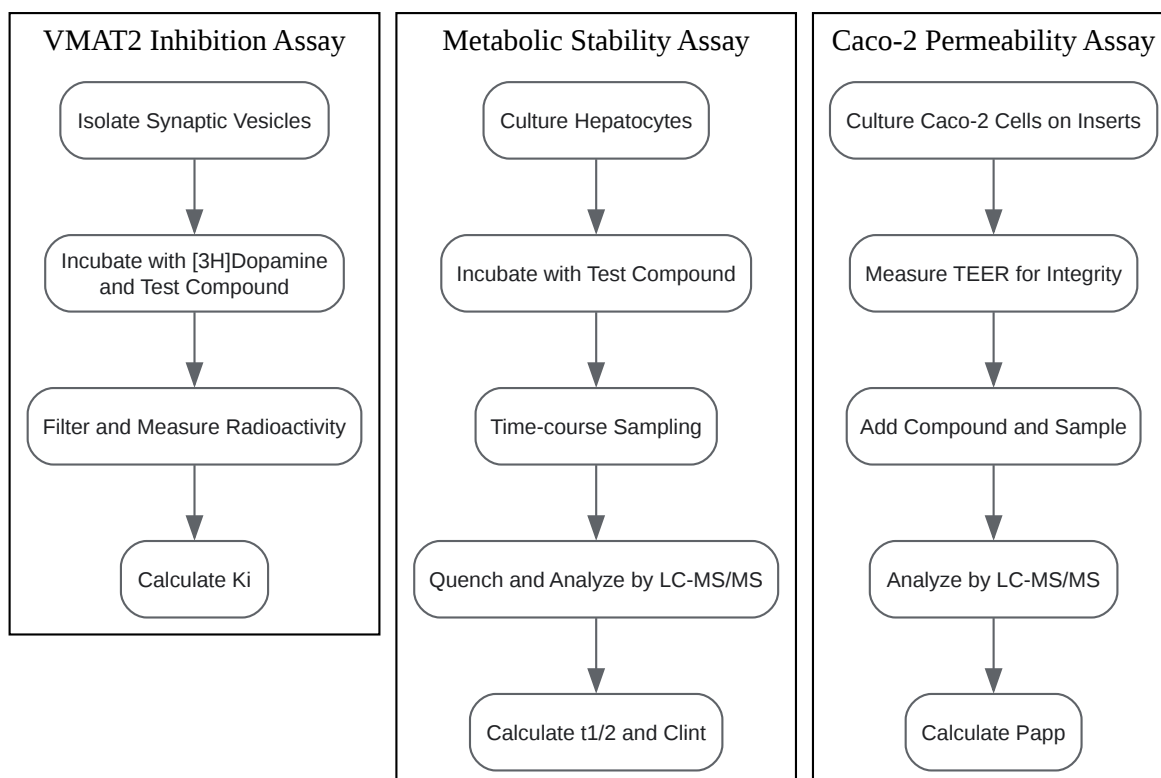 VMAT2 Inhibition Assay
Isolate Synaptic Vesicles
Incubate with [3H]Dopamine
and Test Compound
Filter and Measure Radioactivity
Calculate Ki
Metabolic Stability Assay
Culture Hepatocytes
Incubate with Test Compound
Time-course Sampling
Quench and Analyze by LC-MS/MS
Calculate t1/2 and Clint
Caco-2 Permeability Assay
Culture Caco-2 Cells on Inserts
Measure TEER for Integrity
Add Compound and Sample
Analyze by LC-MS/MS
Calculate Papp